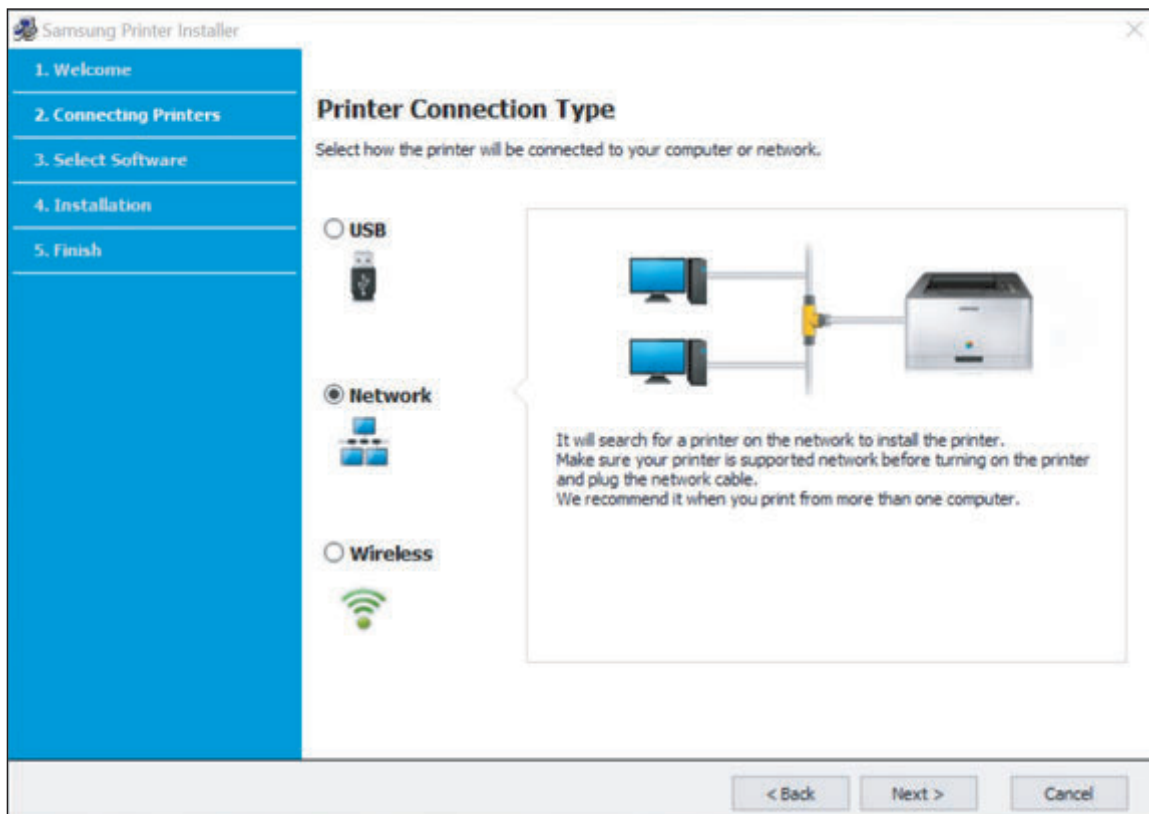 Samsung Printer Installer
1. Welcome
2. Connecting Printers
3. Select Software
4. Installation
5. Finish
Printer Connection Type
Select how the printer will be connected to your computer or network.
USB
Network
Wireless
It will search for a printer on the network to install the printer.
Make sure your printer is supported network before turning on the printer
and plug the network cable.
We recommend it when you print from more than one computer.
< Back
Next >
Cancel